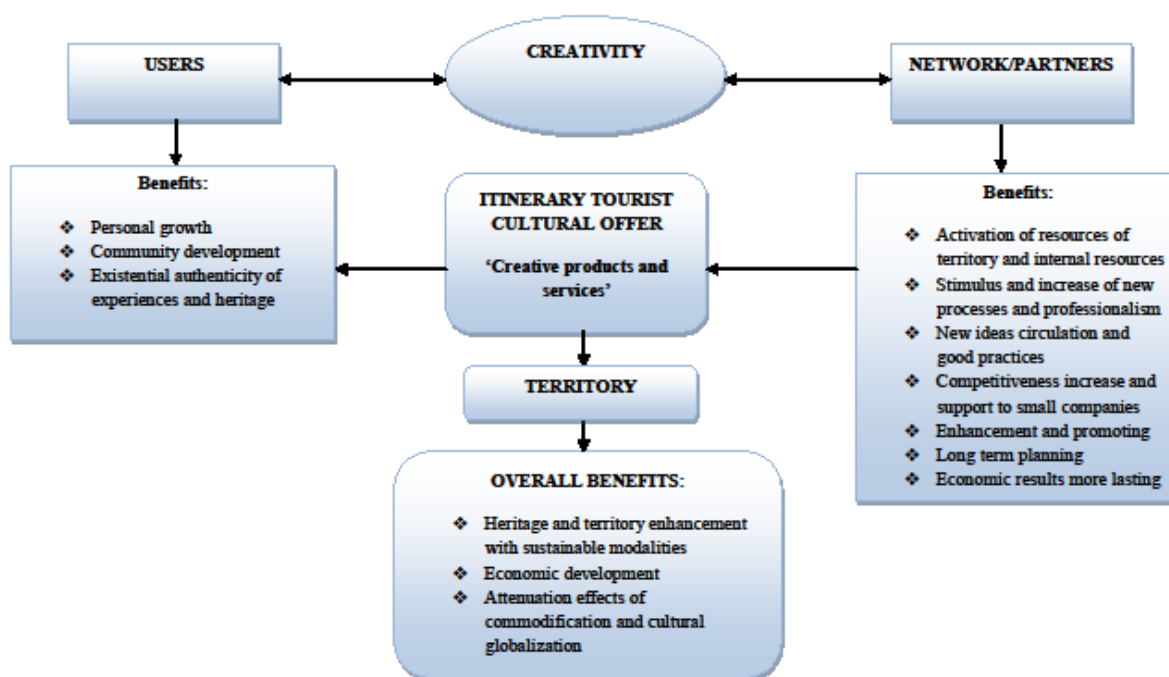 USERS
CREATIVITY
NETWORK/PARTNERS
Benefits:
❖ Personal growth
❖ Community development
❖ Existential authenticity of
experiences and heritage
ITINERARY TOURIST
CULTURAL OFFER
‘Creative products and
services’
Benefits:
❖ Activation of resources of
territory and internal resources
❖ Stimulus and increase of new
processes and professionalism
❖ New ideas circulation and
good practices
❖ Competitiveness increase and
support to small companies
❖ Enhancement and promoting
❖ Long term planning
❖ Economic results more lasting
TERRITORY
OVERALL BENEFITS:
❖ Heritage and territory enhancement
with sustainable modalities
❖ Economic development
❖ Attenuation effects of
commodification and cultural
globalization